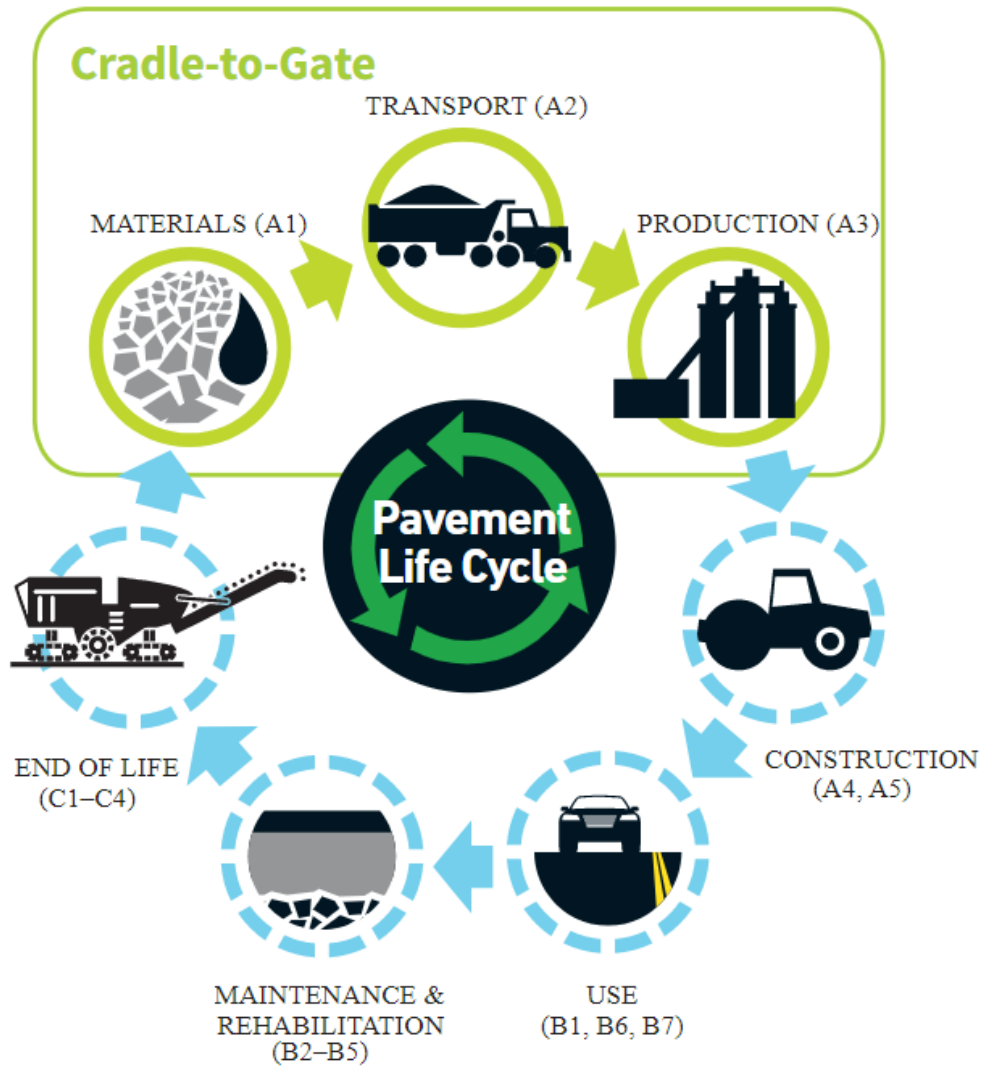 Cradle-to-Gate
TRANSPORT (A2)
MATERIALS (A1)
PRODUCTION (A3)
Pavement
Life Cycle
CONSTRUCTION
(A4, A5)
END OF LIFE
(C1–C4)
MAINTENANCE &
REHABILITATION
(B2–B5)
USE
(B1, B6, B7)